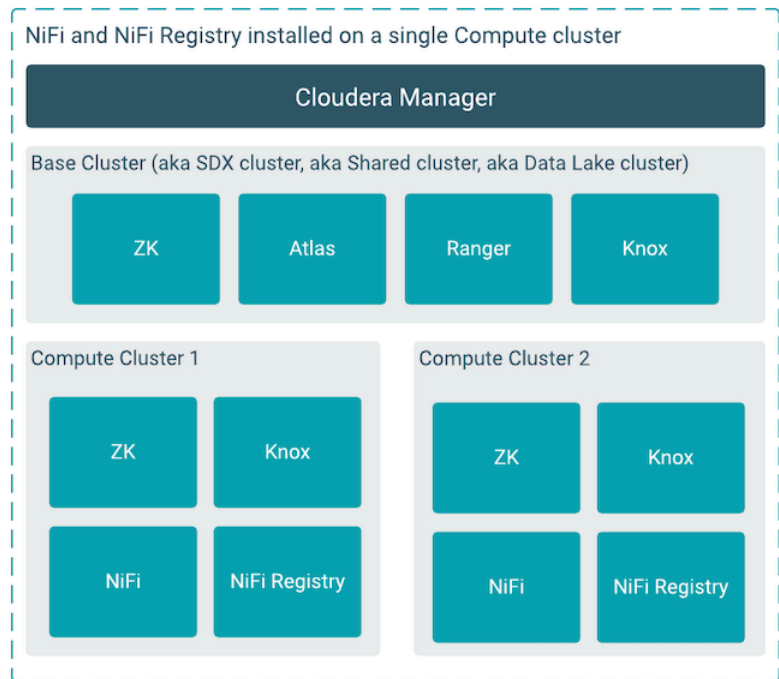 NiFi and NiFi Registry installed on a single Compute cluster
Cloudera Manager
Base Cluster (aka SDX cluster, aka Shared cluster, aka Data Lake cluster)
ZK
Atlas
Ranger
Knox
Compute Cluster 1
ZK
Knox
NiFi
NiFi Registry
Compute Cluster 2
ZK
Knox
NiFi
NiFi Registry